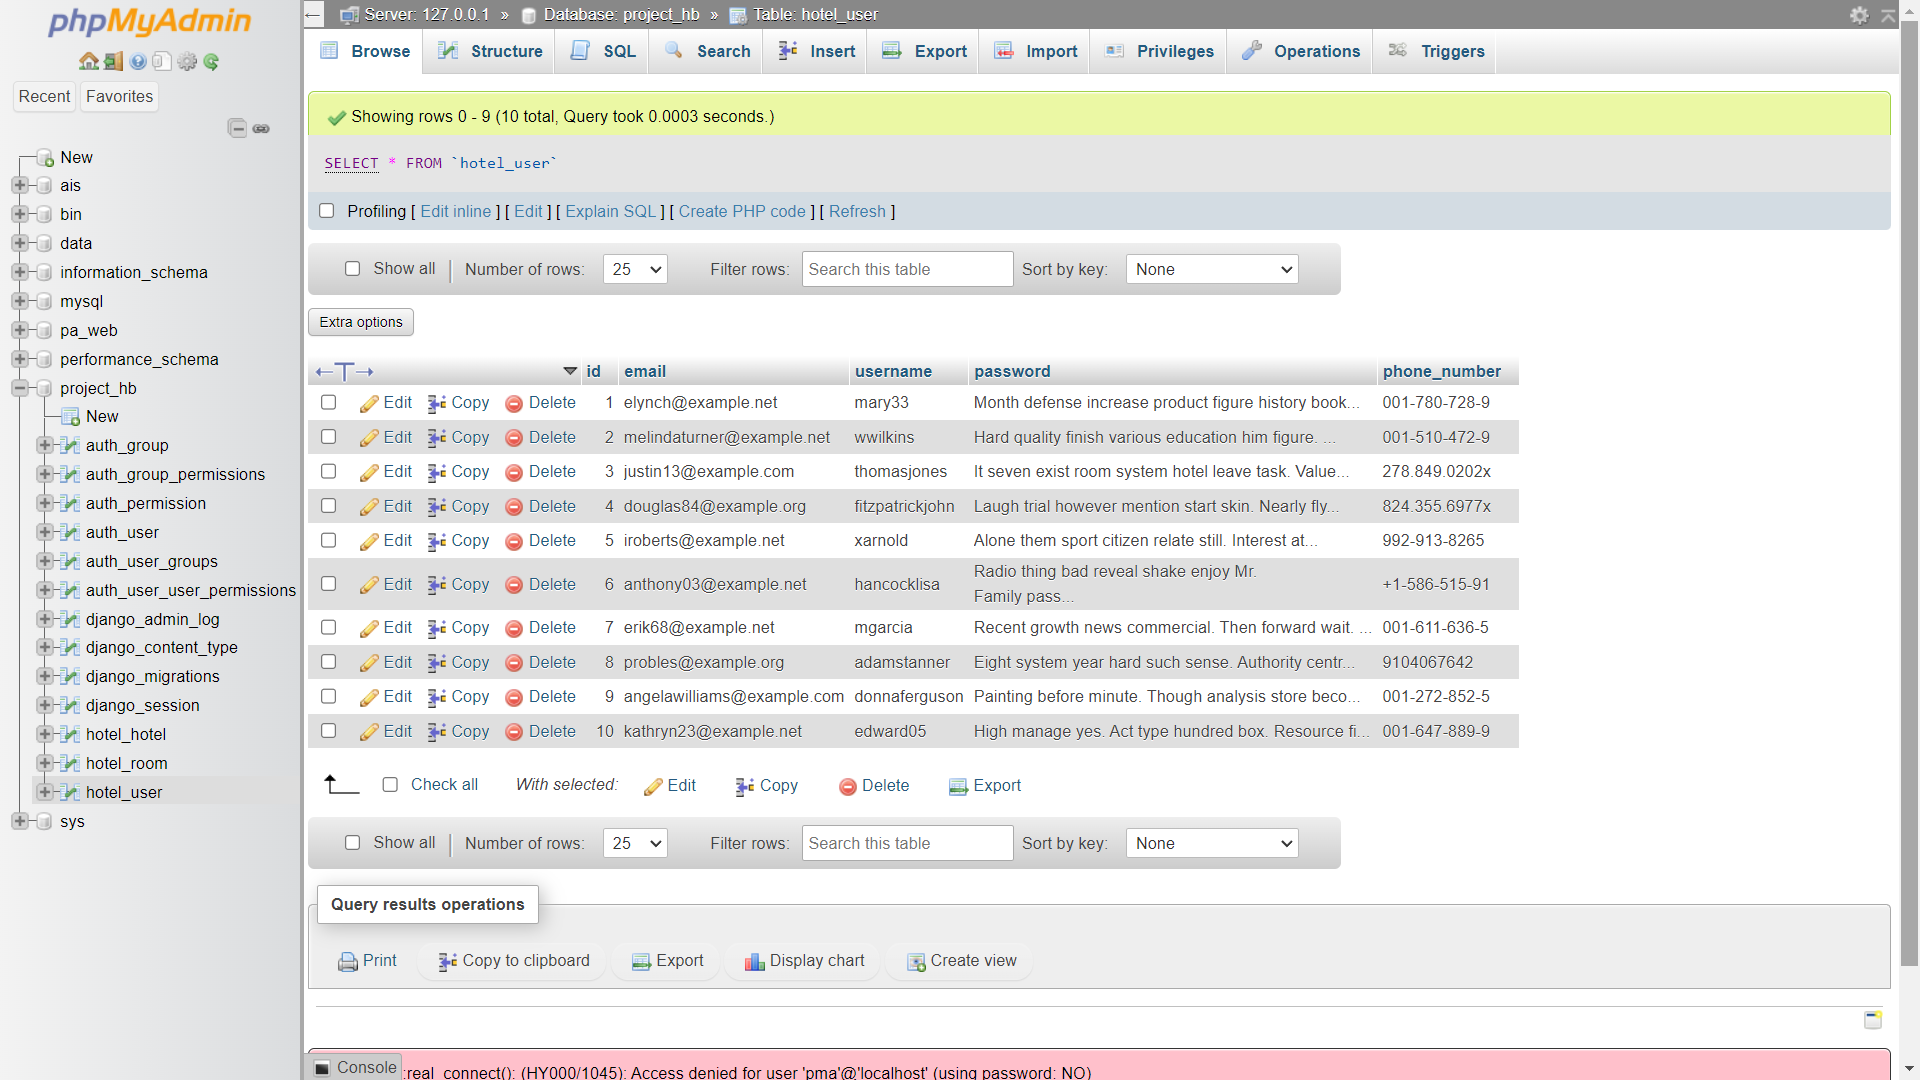 phpMyAdmin
Recent Favorites
New
ais
bin
data
information_schema
mysql
pa_web
performance_schema
project_hb
New
auth_group
auth_group_permissions
auth_permission
auth_user
auth_user_groups
auth_user_user_permissions
django_admin_log
django_content_type
django_migrations
django_session
hotel_hotel
hotel_room
hotel_user
sys
Server: 127.0.0.1 » Database: project_hb » Table: hotel_user
Browse Structure SQL Search Insert Export Import Privileges Operations Triggers
Showing rows 0 - 9 (10 total, Query took 0.0003 seconds.)
SELECT * FROM `hotel_user`
Profiling [ Edit inline ] [ Edit ] [ Explain SQL ] [ Create PHP code ] [ Refresh ]
Show all Number of rows: 25 Filter rows: Search this table Sort by key: None
Extra options
id email username password phone_number
Edit Copy Delete 1 elynch@example.net mary33 Month defense increase product figure history book... 001-780-728-9
Edit Copy Delete 2 melindaturner@example.net wwilkins Hard quality finish various education him figure. ... 001-510-472-9
Edit Copy Delete 3 justin13@example.com thomasjones It seven exist room system hotel leave task. Value... 278.849.0202x
Edit Copy Delete 4 douglas84@example.org fitzpatrickjohn Laugh trial however mention start skin. Nearly fly... 824.355.6977x
Edit Copy Delete 5 iroberts@example.net xarnold Alone them sport citizen relate still. Interest at... 992-913-8265
Edit Copy Delete 6 anthony03@example.net hancocklisa Radio thing bad reveal shake enjoy Mr. +1-586-515-91
Family pass...
Edit Copy Delete 7 erik68@example.net mgarcia Recent growth news commercial. Then forward wait. ... 001-611-636-5
Edit Copy Delete 8 probles@example.org adamstanner Eight system year hard such sense. Authority centr... 9104067642
Edit Copy Delete 9 angelawilliams@example.com donnaferguson Painting before minute. Though analysis store beco... 001-272-852-5
Edit Copy Delete 10 kathryn23@example.net edward05 High manage yes. Act type hundred box. Resource fi... 001-647-889-9
Check all With selected: Edit Copy Delete Export
Show all Number of rows: 25 Filter rows: Search this table Sort by key: None
Query results operations
Print Copy to clipboard Export Display chart Create view
Console
:real_connect(): (HY000/1045): Access denied for user 'pma'@'localhost' (using password: NO)